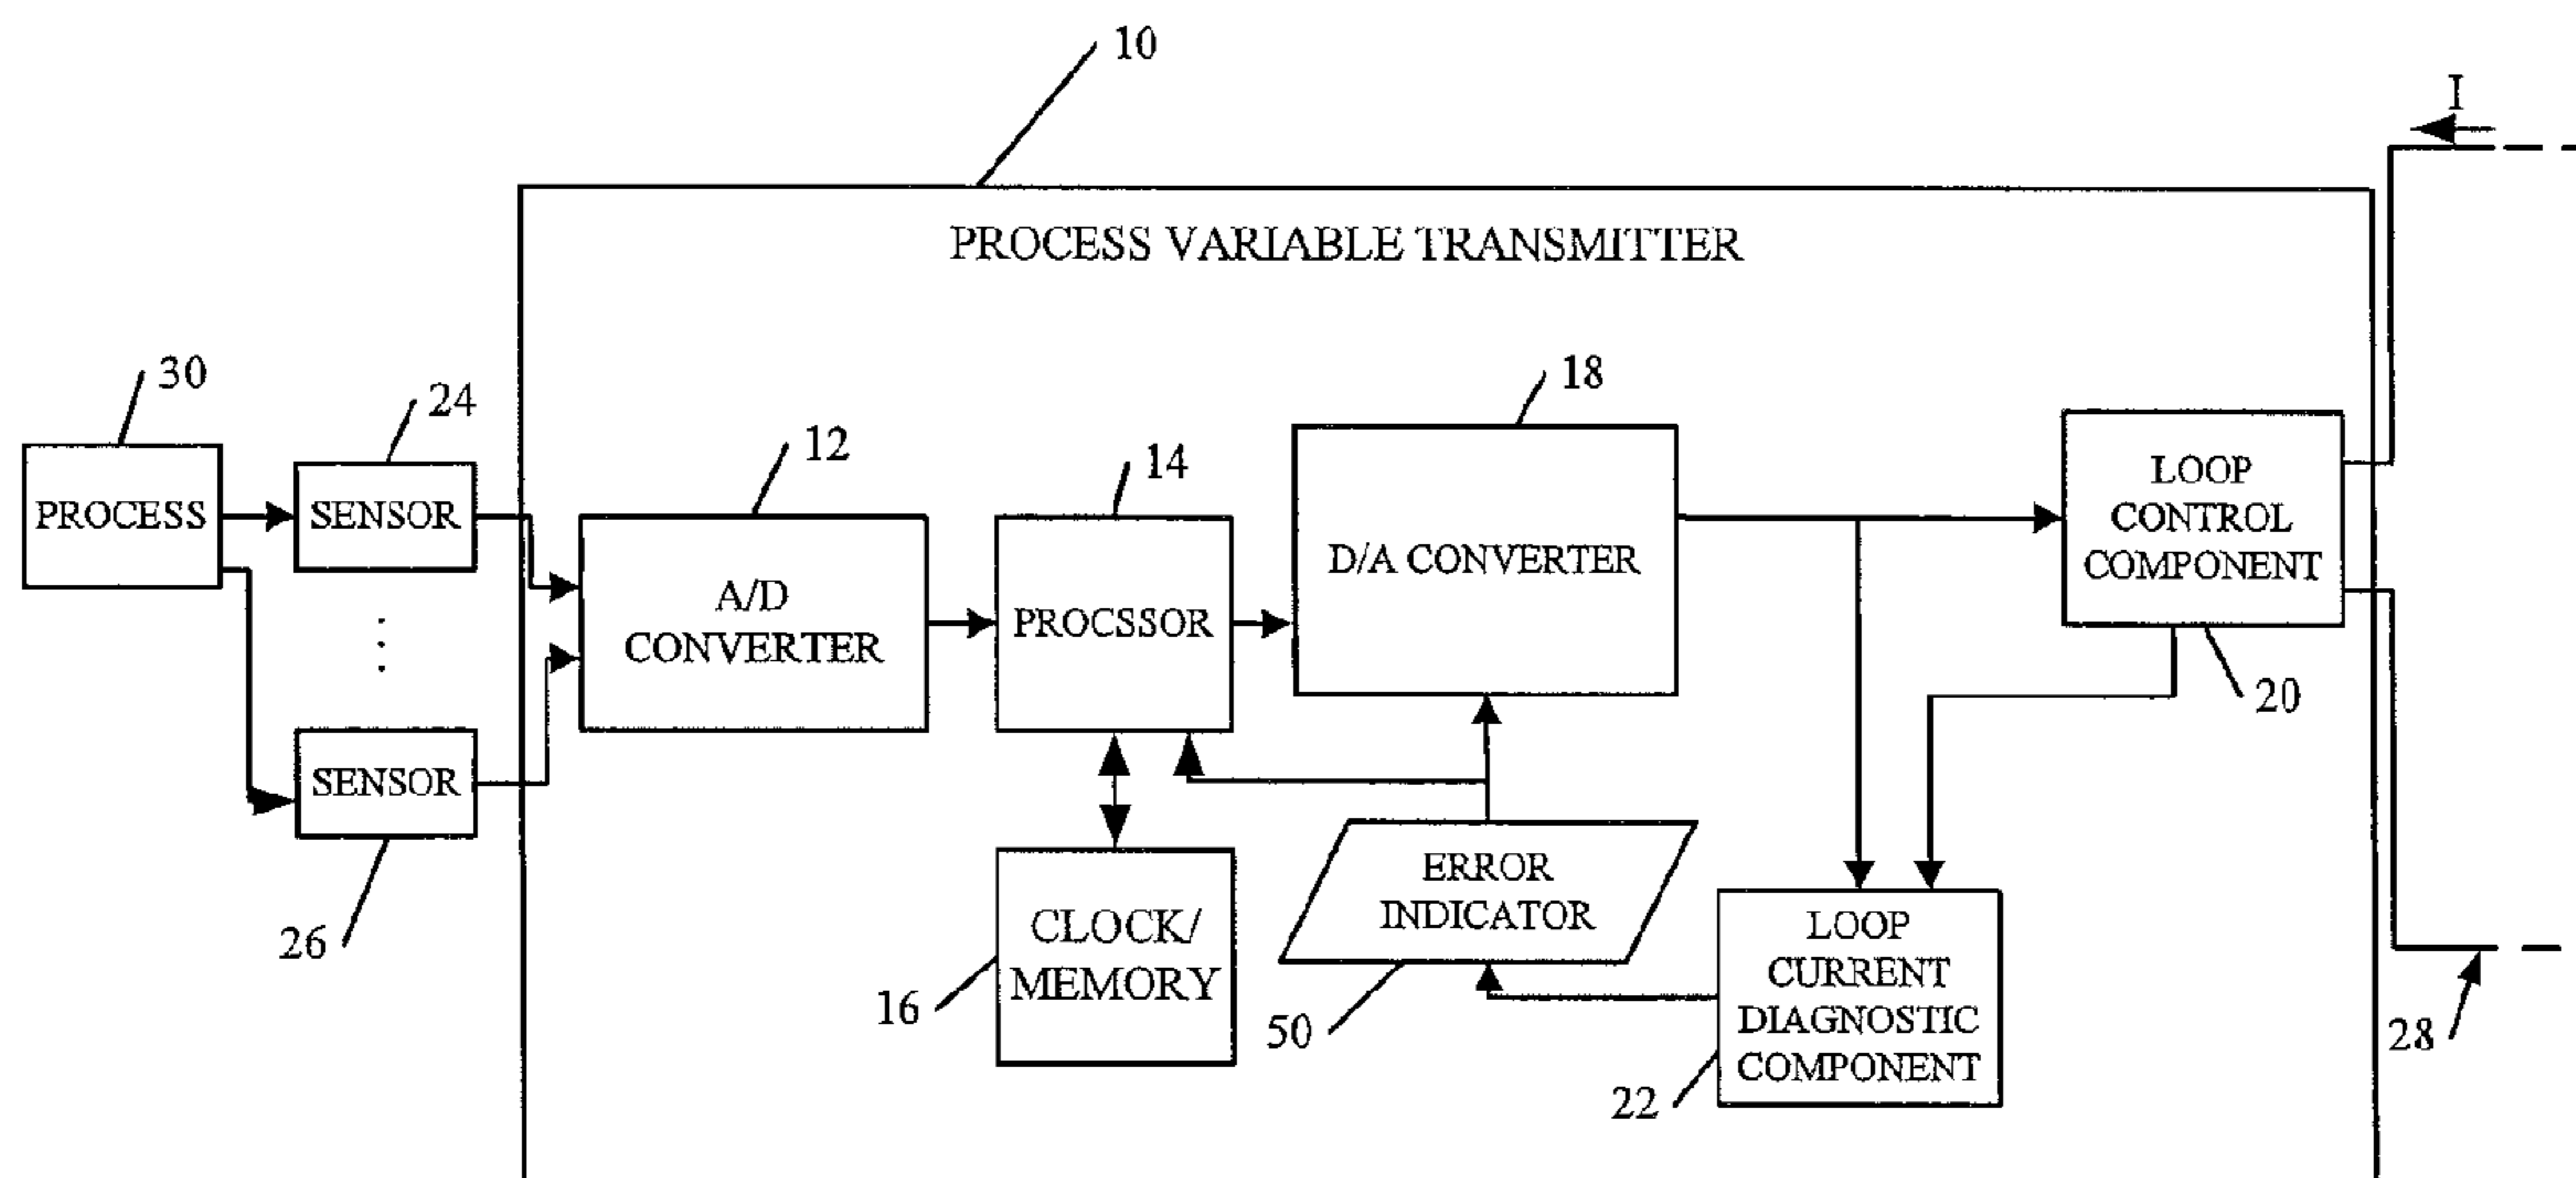 10
I
PROCESS VARIABLE TRANSMITTER
30
24
12
14
18
PROCESS
SENSOR
A/D
CONVERTER
PROCSSOR
D/A CONVERTER
LOOP
CONTROL
COMPONENT
20
SENSOR
26
CLOCK/
MEMORY
16
ERROR
INDICATOR
50
LOOP
CURRENT
DIAGNOSTIC
COMPONENT
22
28